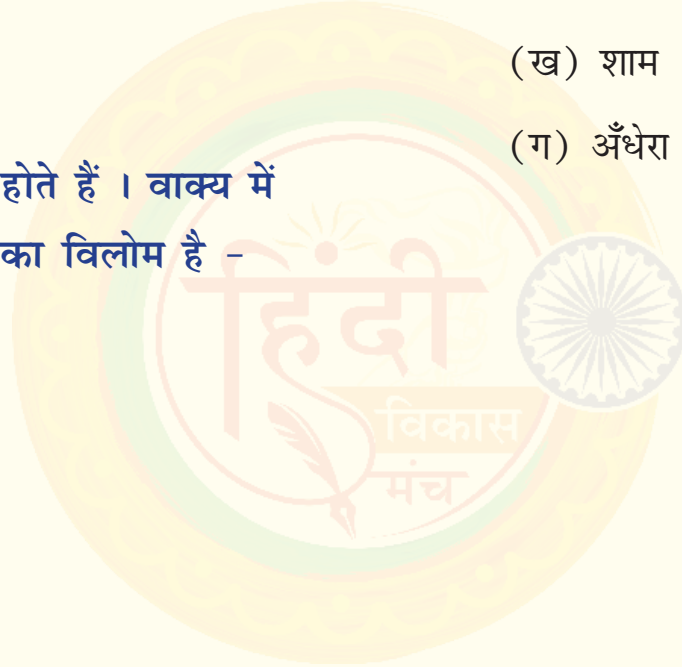 (ख) शाम
(ग) अँधेरा
होते हैं । वाक्य में
का विलोम है -
हिंदी
विकास
मंच